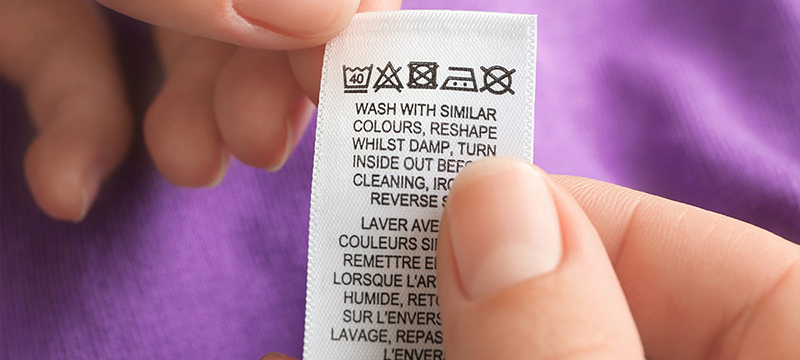 40
WASH WITH SIMILAR
COLOURS, RESHAPE
WHILST DAMP, TURN
INSIDE OUT
CLEANING,
REVERSE
LAVER
COULEURS
REMETTRE
LORSQUE
HUMIDE,
SUR
LAVAGE,